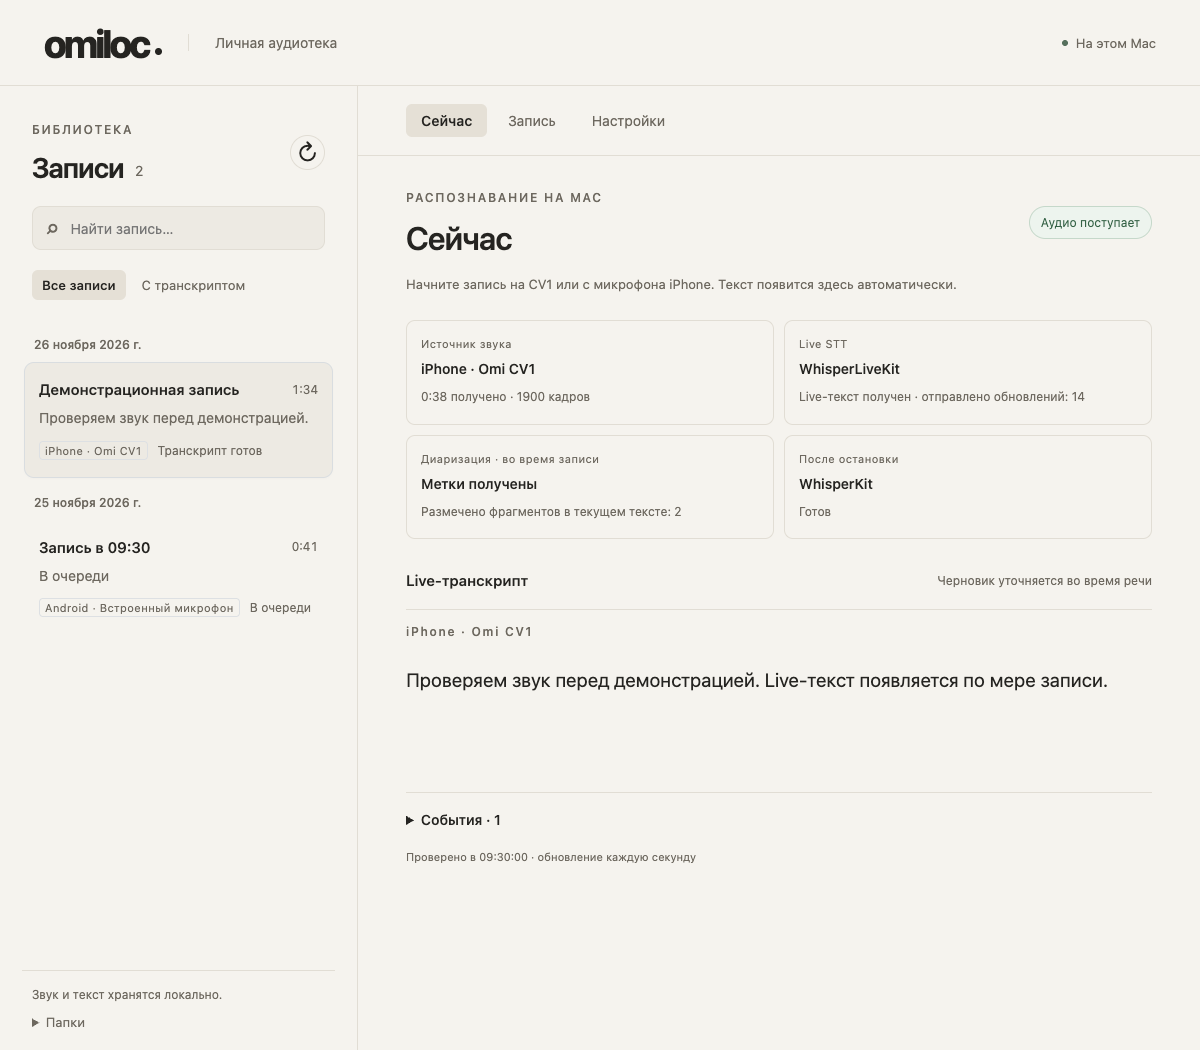 omiloc.
Личная аудиотека
На этом Mac
БИБЛИОТЕКА
Записи 2
Найти запись…
Все записи
С транскриптом
26 ноября 2026 г.
Демонстрационная запись 1:34
Проверяем звук перед демонстрацией.
iPhone · Omi CV1 Транскрипт готов
25 ноября 2026 г.
Запись в 09:30 0:41
В очереди
Android · Встроенный микрофон В очереди
Звук и текст хранятся локально.
Папки
Сейчас
Запись
Настройки
РАСПОЗНАВАНИЕ НА MAC
Сейчас
Аудио поступает
Начните запись на CV1 или с микрофона iPhone. Текст появится здесь автоматически.
Источник звука
iPhone · Omi CV1
0:38 получено · 1900 кадров
Live STT
WhisperLiveKit
Live-текст получен · отправлено обновлений: 14
Диаризация · во время записи
Метки получены
Размечено фрагментов в текущем тексте: 2
После остановки
WhisperKit
Готов
Live-транскрипт
Черновик уточняется во время речи
iPhone · Omi CV1
Проверяем звук перед демонстрацией. Live-текст появляется по мере записи.
События · 1
Проверено в 09:30:00 · обновление каждую секунду